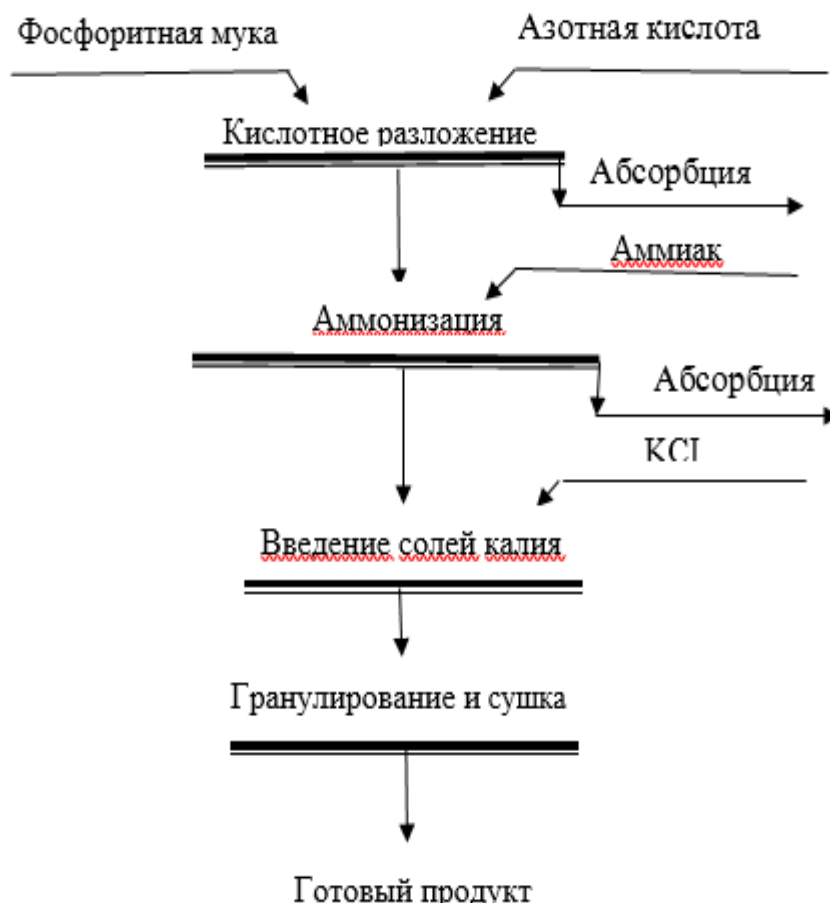 Фосфоритная мука
Азотная кислота
Кислотное разложение
Абсорбция
Аммиак
Аммонизация
Абсорбция
KCl
Введение солей калия
Гранулирование и сушка
Готовый продукт